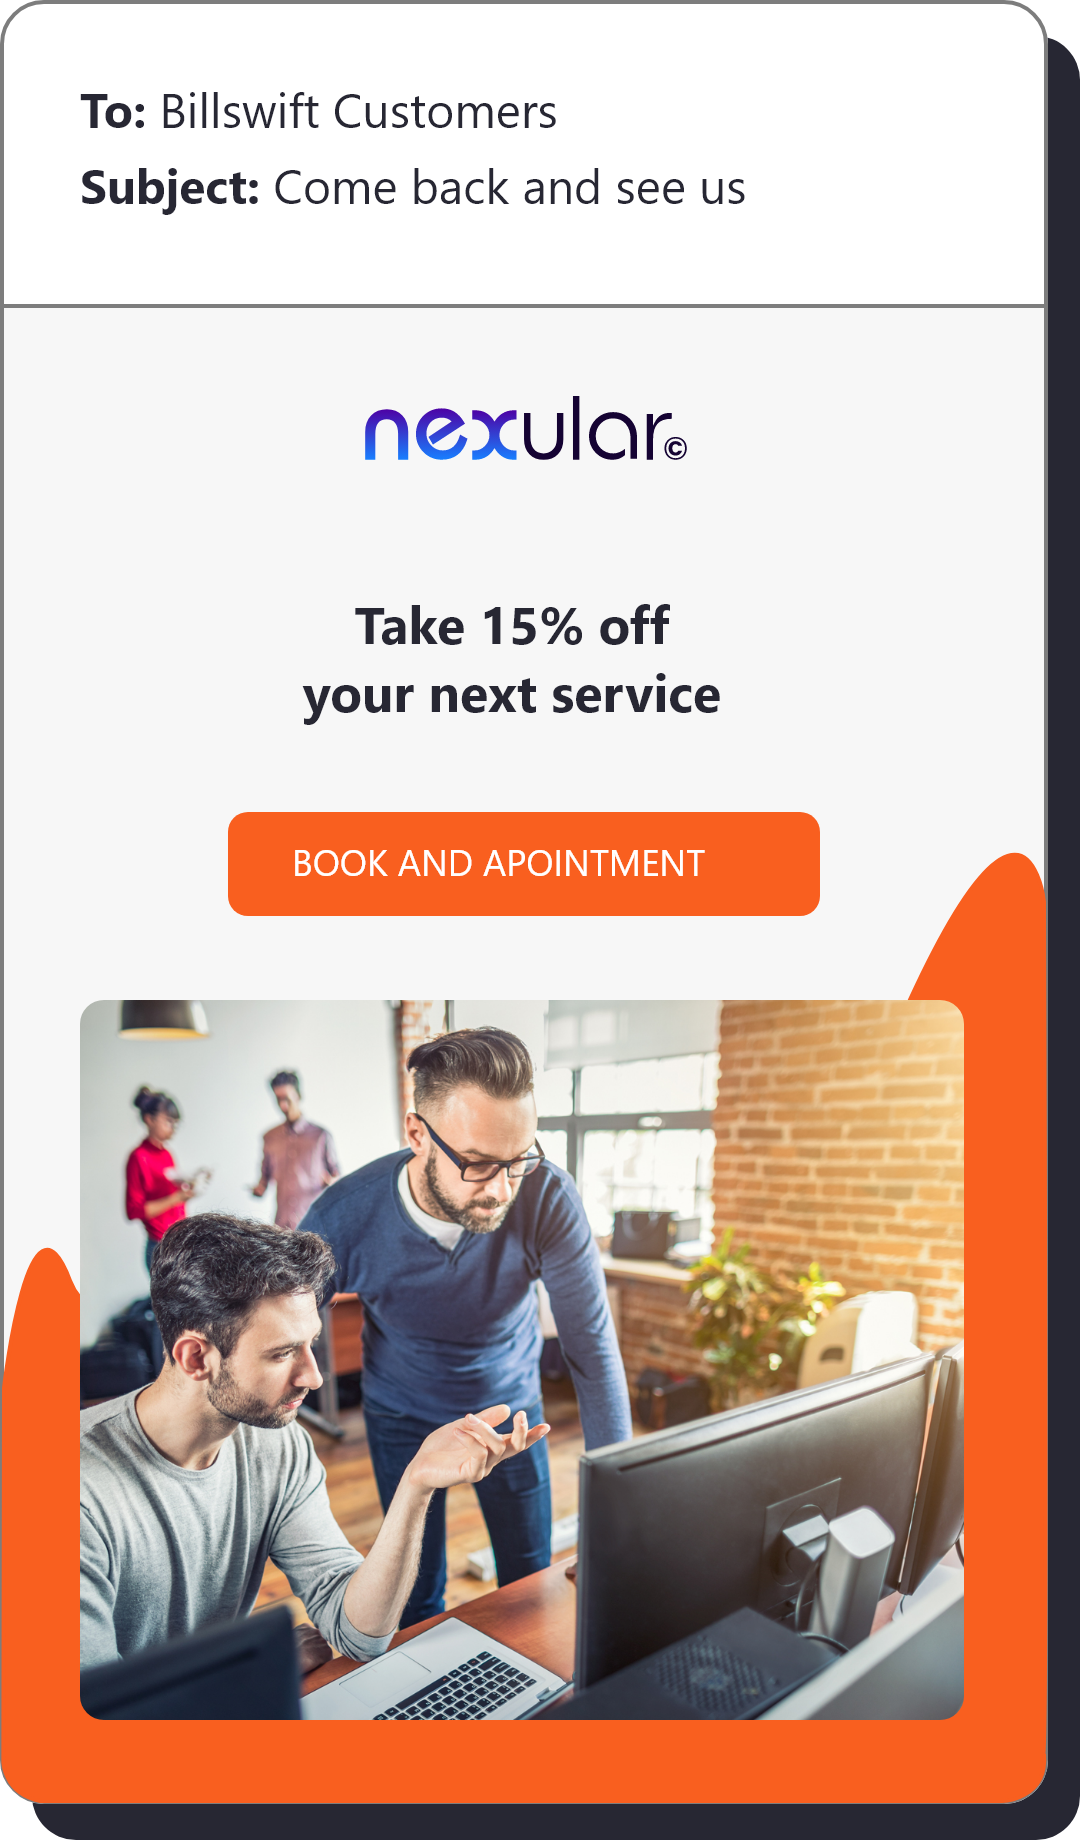 To: Billswift Customers
Subject: Come back and see us
nexular©
Take 15% off
your next service
BOOK AND APOINTMENT